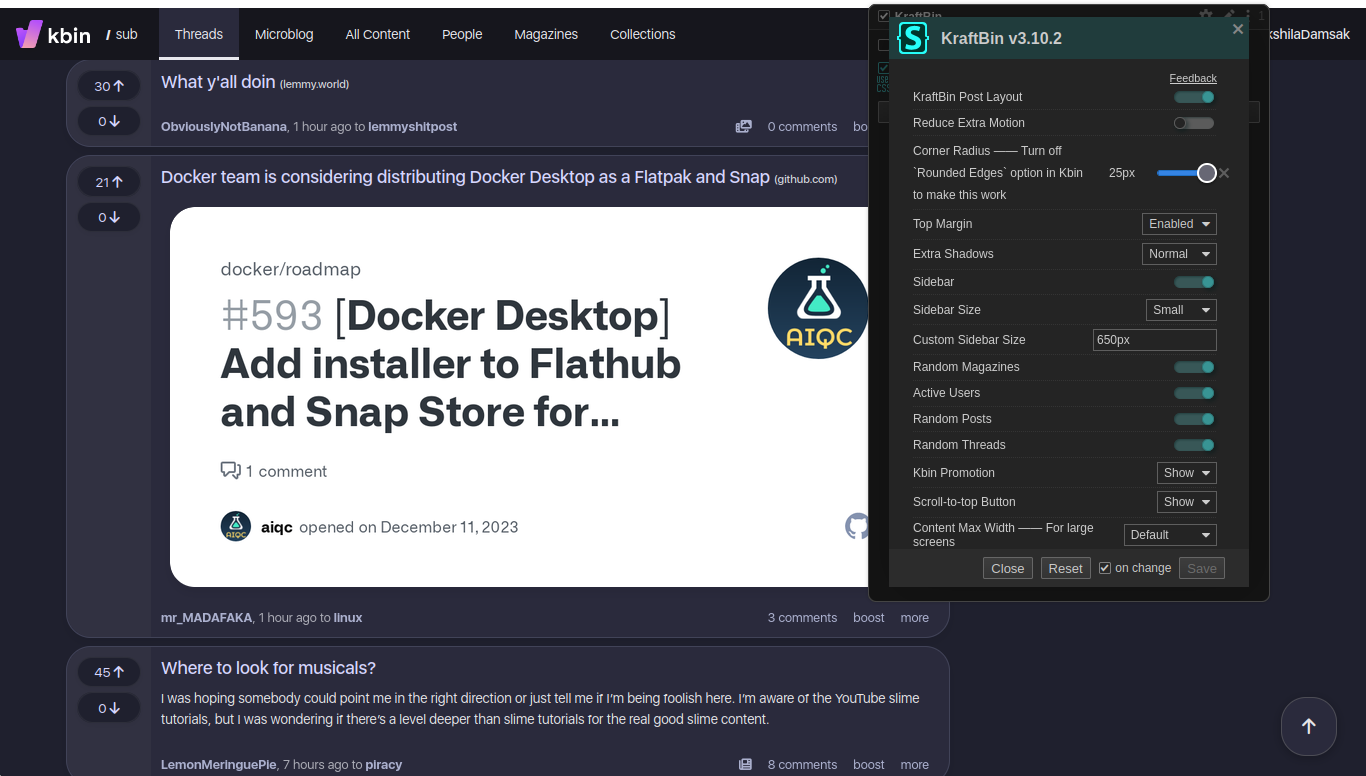 kbin / sub Threads Microblog All Content People Magazines Collections kshilaDamsak
30
What y'all doin (lemmy.world)
0
ObviouslyNotBanana, 1 hour ago to lemmyshitpost 0 comments bo
21
Docker team is considering distributing Docker Desktop as a Flatpak and Snap (github.com)
0
docker/roadmap
#593 [Docker Desktop]
Add installer to Flathub
and Snap Store for...
AIQC
1 comment
AIQC
aiqc opened on December 11, 2023
mr_MADAFAKA, 1 hour ago to linux 3 comments boost more
45
Where to look for musicals?
I was hoping somebody could point me in the right direction or just tell me if I'm being foolish here. I'm aware of the YouTube slime
0
tutorials, but I was wondering if there's a level deeper than slime tutorials for the real good slime content.
LemonMeringuePie, 7 hours ago to piracy 8 comments boost more
KraftBin
1
S
KraftBin v3.10.2
Feedback
KraftBin Post Layout
Reduce Extra Motion
Corner Radius —— Turn off
`Rounded Edges` option in Kbin 25px
to make this work
Top Margin Enabled
Extra Shadows Normal
Sidebar
Sidebar Size Small
Custom Sidebar Size 650px
Random Magazines
Active Users
Random Posts
Random Threads
Kbin Promotion Show
Scroll-to-top Button Show
Content Max Width —— For large
screens Default
Close Reset on change Save